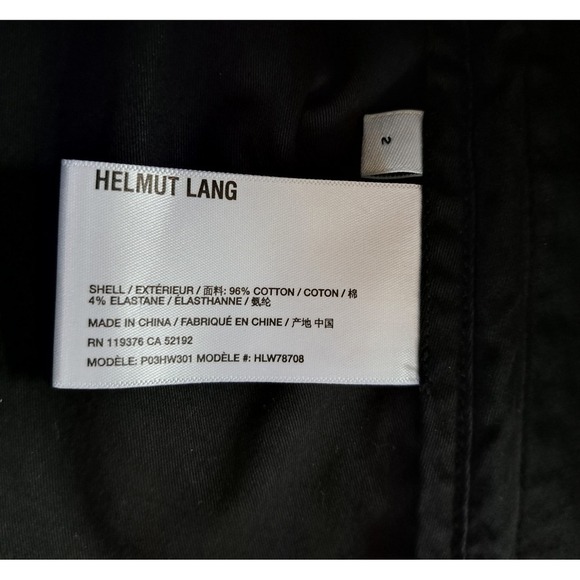 2
HELMUT LANG
SHELL / EXTÉRIEUR / 面料: 96% COTTON / COTON / 棉
4% ELASTANE / ÉLASTHANNE / 氨纶
MADE IN CHINA / FABRIQUÉ EN CHINE / 产地 中国
RN 119376 CA 52192
MODÈLE: P03HW301 MODÈLE #: HLW78708